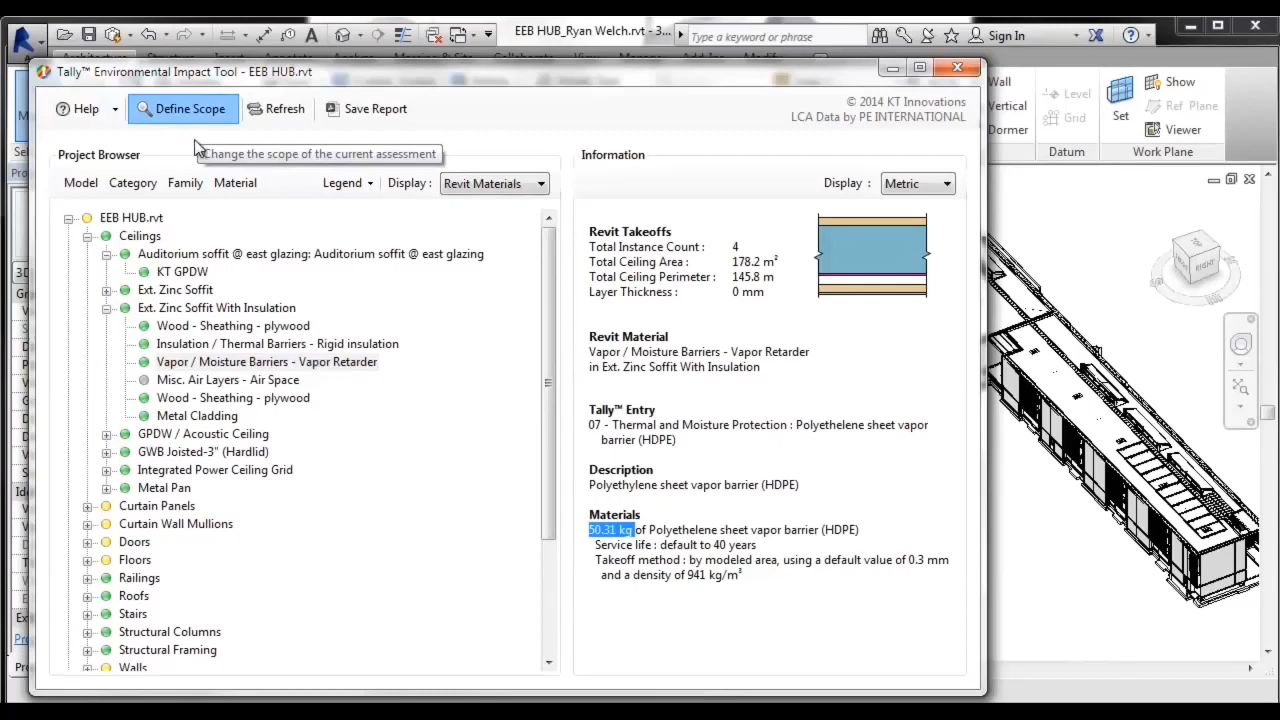 EEB HUB_Ryan Welch.rvt - 3...
Type a keyword or phrase
Sign In
Tally™ Environmental Impact Tool - EEB HUB.rvt
Help
Define Scope
Refresh
Save Report
© 2014 KT Innovations
LCA Data by PE INTERNATIONAL
Change the scope of the current assessment
Project Browser
Model Category Family Material Legend Display : Revit Materials
EEB HUB.rvt
Ceilings
Auditorium soffit @ east glazing: Auditorium soffit @ east glazing
KT GPDW
Ext. Zinc Soffit
Ext. Zinc Soffit With Insulation
Wood - Sheathing - plywood
Insulation / Thermal Barriers - Rigid insulation
Vapor / Moisture Barriers - Vapor Retarder
Misc. Air Layers - Air Space
Wood - Sheathing - plywood
Metal Cladding
GPDW / Acoustic Ceiling
GWB Joisted-3" (Hardlid)
Integrated Power Ceiling Grid
Metal Pan
Curtain Panels
Curtain Wall Mullions
Doors
Floors
Railings
Roofs
Stairs
Structural Columns
Structural Framing
Walls
Information
Display : Metric
Revit Takeoffs
Total Instance Count : 4
Total Ceiling Area : 178.2 m²
Total Ceiling Perimeter : 145.8 m
Layer Thickness : 0 mm
Revit Material
Vapor / Moisture Barriers - Vapor Retarder
in Ext. Zinc Soffit With Insulation
Tally™ Entry
07 - Thermal and Moisture Protection : Polyethelene sheet vapor
barrier (HDPE)
Description
Polyethylene sheet vapor barrier (HDPE)
Materials
50.31 kg of Polyethelene sheet vapor barrier (HDPE)
Service life : default to 40 years
Takeoff method : by modeled area, using a default value of 0.3 mm
and a density of 941 kg/m³
Wall
Vertical
Dormer
Level
Grid
Datum
Set
Show
Ref Plane
Viewer
Work Plane
TOP
RIGHT